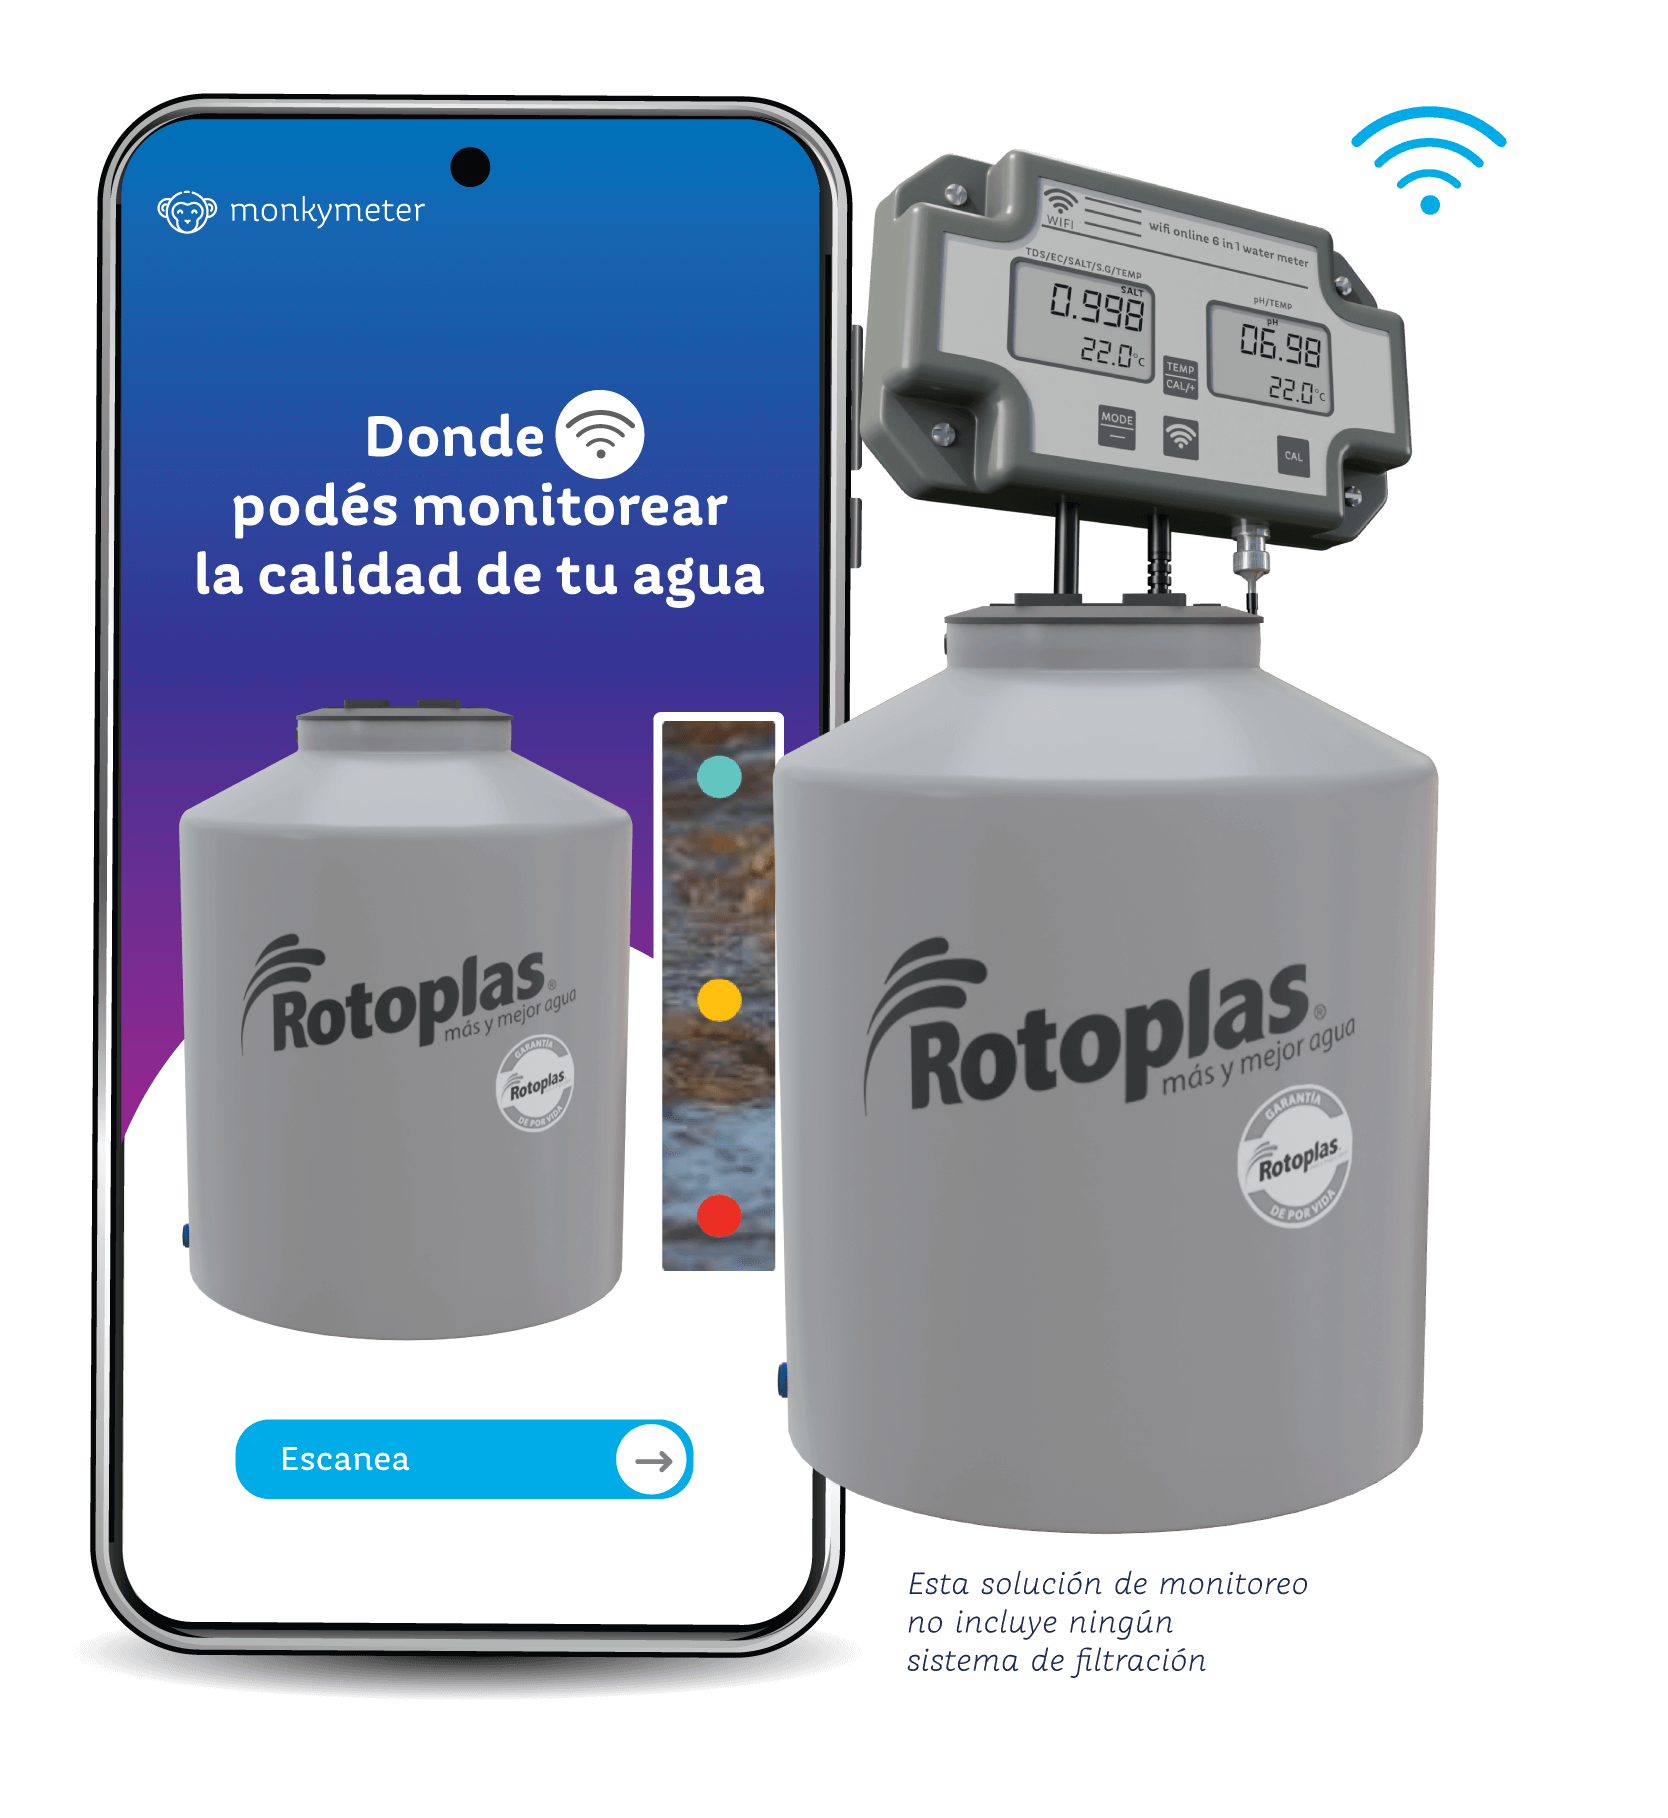 monkymeter
Donde
podés monitorear
la calidad de tu agua
Rotoplas®
más y mejor agua
GARANTÍA
Rotoplas
DE POR VIDA
Escanea
WIFI
wifi online 6 in 1 water meter
TDS/EC/SALT/S.G/TEMP
SALT
0.998
22.0°C
pH/TEMP
pH
06.98
22.0°C
TEMP
CAL/+
MODE
—
CAL
Rotoplas®
más y mejor agua
GARANTÍA
Rotoplas
DE POR VIDA
Esta solución de monitoreo
no incluye ningún
sistema de filtración